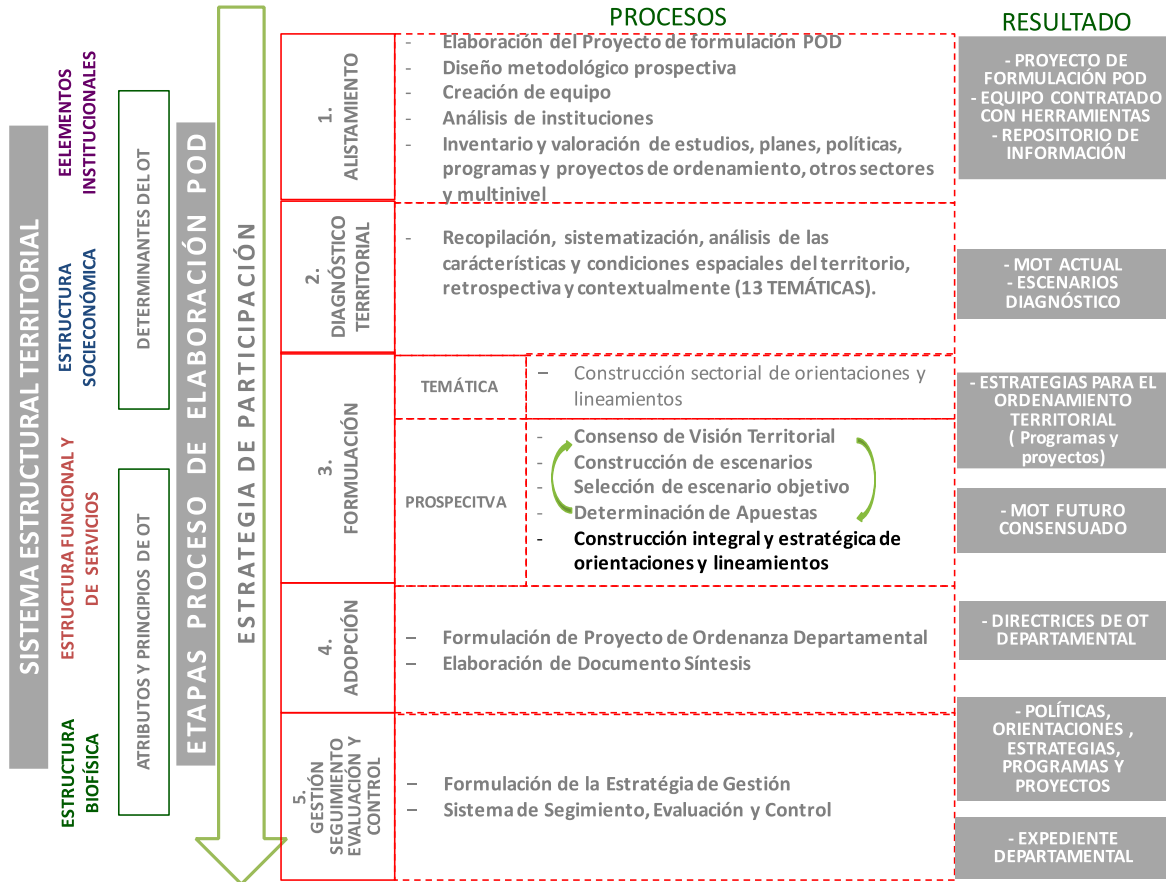 SISTEMA ESTRUCTURAL TERRITORIAL
EELEMENTOS
INSTITUCIONALES
ESTRUCTURA
SOCIECONÓMICA
ESTRUCTURA FUNCIONAL Y
DE SERVICIOS
ESTRUCTURA
BIOFÍSICA
DETERMINANTES DEL OT
ATRIBUTOS Y PRINCIPIOS DE OT
ETAPAS PROCESO DE ELABORACIÓN POD
ESTRATEGIA DE PARTICIPACIÓN
PROCESOS
RESULTADO
1.
ALISTAMIENTO
- Elaboración del Proyecto de formulación POD
- Diseño metodológico prospectiva
- Creación de equipo
- Análisis de instituciones
- Inventario y valoración de estudios, planes, políticas,
programas y proyectos de ordenamiento, otros sectores
y multinivel
- PROYECTO DE
FORMULACIÓN POD
- EQUIPO CONTRATADO
CON HERRAMIENTAS
- REPOSITORIO DE
INFORMACIÓN
2.
DIAGNÓSTICO
TERRITORIAL
- Recopilación, sistematización, análisis de las
carácterísticas y condiciones espaciales del territorio,
retrospectiva y contextualmente (13 TEMÁTICAS).
- MOT ACTUAL
- ESCENARIOS
DIAGNÓSTICO
3.
FORMULACIÓN
TEMÁTICA
– Construcción sectorial de orientaciones y
lineamientos
PROSPECITVA
- Consenso de Visión Territorial
- Construcción de escenarios
- Selección de escenario objetivo
- Determinación de Apuestas
- Construcción integral y estratégica de
orientaciones y lineamientos
- ESTRATEGIAS PARA EL
ORDENAMIENTO
TERRITORIAL
( Programas y
proyectos)
- MOT FUTURO
CONSENSUADO
4.
ADOPCIÓN
– Formulación de Proyecto de Ordenanza Departamental
– Elaboración de Documento Síntesis
- DIRECTRICES DE OT
DEPARTAMENTAL
5.
GESTIÓN
SEGUIMIENTO
EVALUACIÓN Y
CONTROL
– Formulación de la Estratégia de Gestión
– Sistema de Segimiento, Evaluación y Control
- POLÍTICAS,
ORIENTACIONES ,
ESTRATEGIAS,
PROGRAMAS Y
PROYECTOS
- EXPEDIENTE
DEPARTAMENTAL